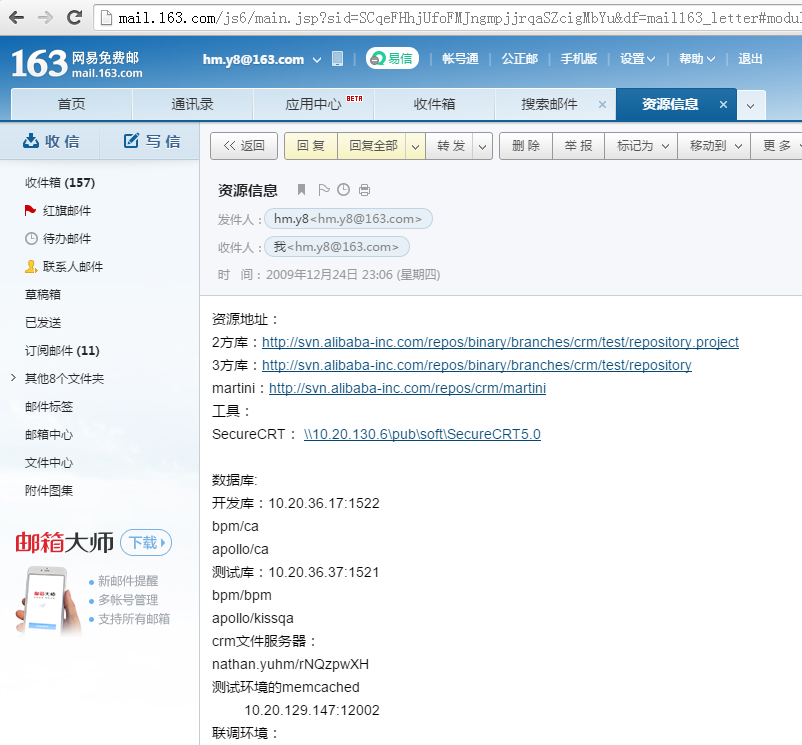 mail.163.com/js6/main.jsp?sid=SCqeFHhjUfoFMJngmpjjrqaSZcigMbYu&df=mail163_letter#modul
163 网易免费邮
mail.163.com
hm.y8@163.com
易信
帐号通
公正邮
手机版
设置
帮助
退出
首页
通讯录
应用中心 BETA
收件箱
搜索邮件 ×
资源信息 ×
收 信
写 信
<< 返回
回 复
回复全部
转 发
删 除
举 报
标记为
移动到
更 多
收件箱 (157)
红旗邮件
待办邮件
联系人邮件
草稿箱
已发送
订阅邮件 (11)
其他8个文件夹
邮件标签
邮箱中心
文件中心
附件图集
邮箱大师
下载
邮箱大师
新邮件提醒
多帐号管理
支持所有邮箱
资源信息
发件人：hm.y8<hm.y8@163.com>
收件人：我<hm.y8@163.com>
时 间：2009年12月24日 23:06 (星期四)
资源地址：
2方库：http://svn.alibaba-inc.com/repos/binary/branches/crm/test/repository.project
3方库：http://svn.alibaba-inc.com/repos/binary/branches/crm/test/repository
martini：http://svn.alibaba-inc.com/repos/crm/martini
工具：
SecureCRT： \\10.20.130.6\pub\soft\SecureCRT5.0
数据库:
开发库：10.20.36.17:1522
bpm/ca
apollo/ca
测试库：10.20.36.37:1521
bpm/bpm
apollo/kissqa
crm文件服务器：
nathan.yuhm/rNQzpwXH
测试环境的memcached
10.20.129.147:12002
联调环境：